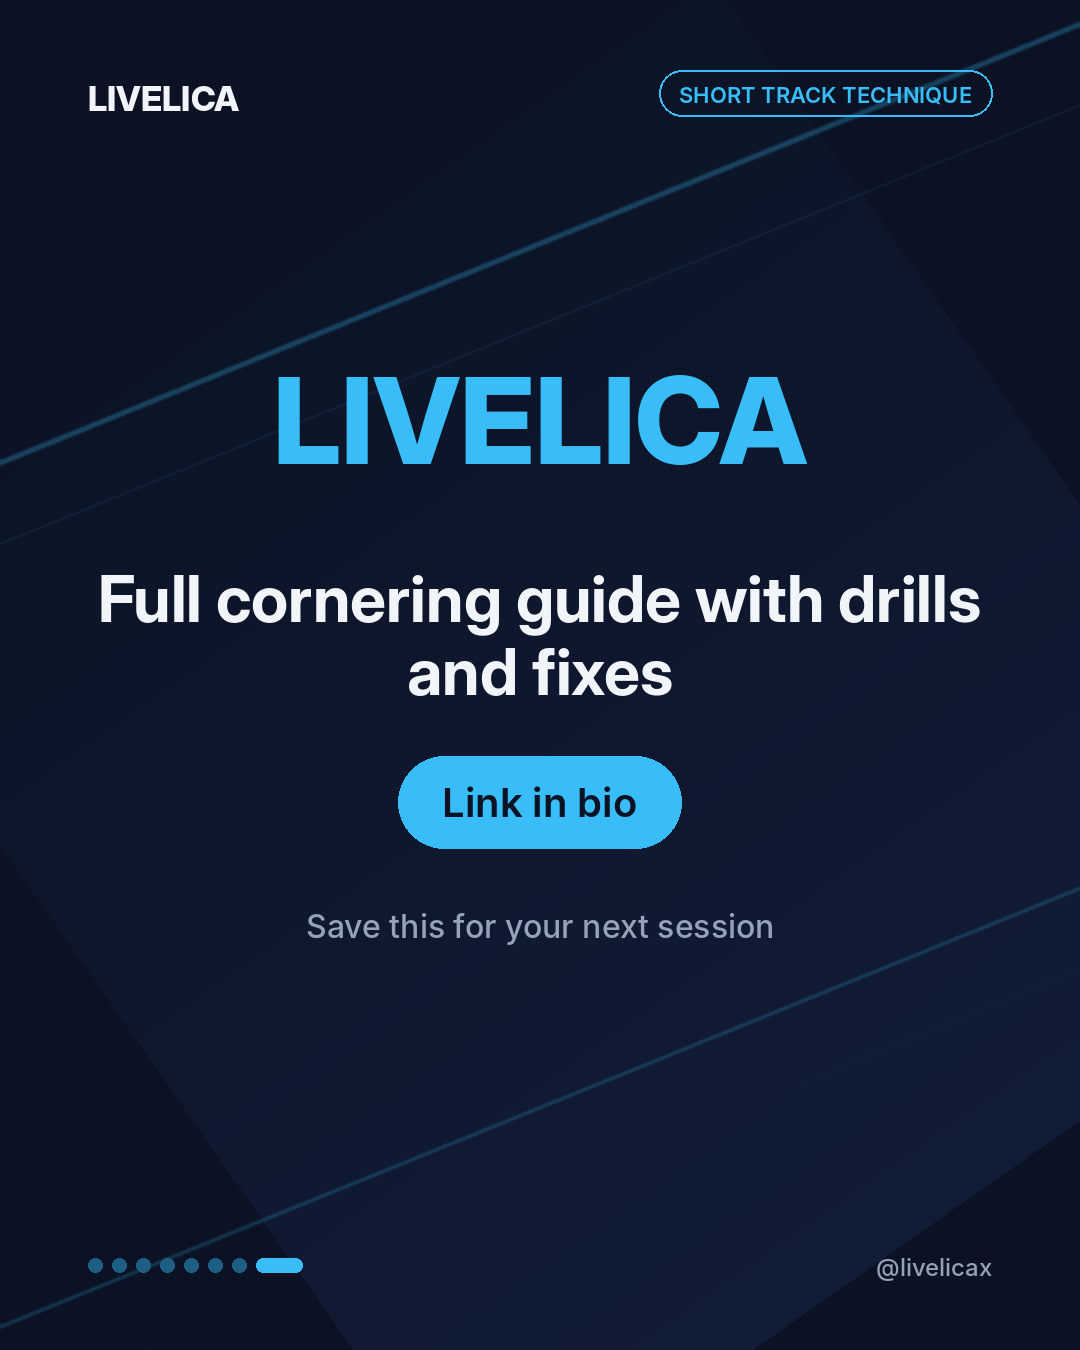 LIVELICA
SHORT TRACK TECHNIQUE
LIVELICA
Full cornering guide with drills
and fixes
Link in bio
Save this for your next session
@livelicax